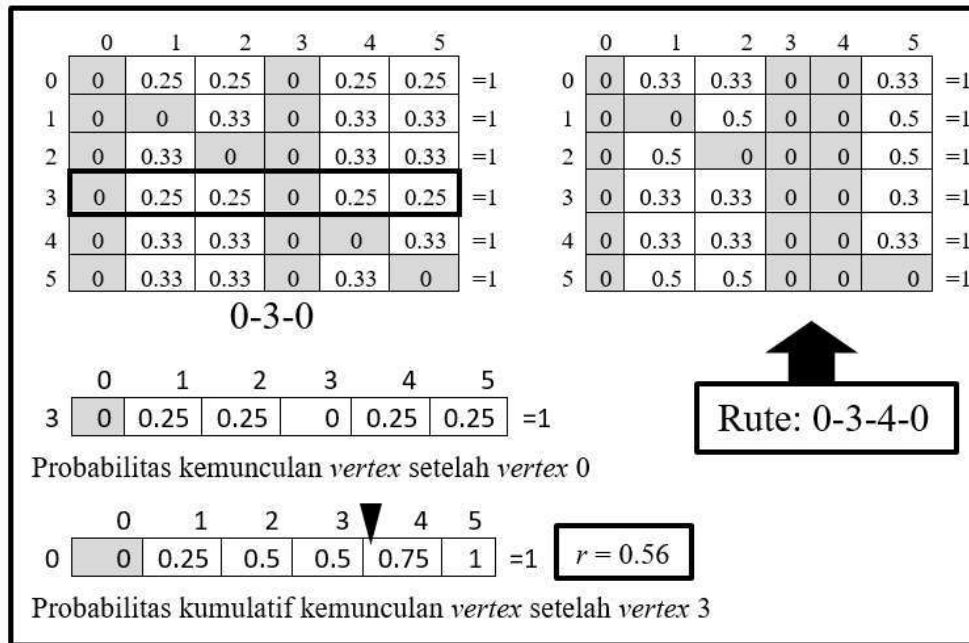 0 1 2 3 4 5
0 0 0.25 0.25 0 0.25 0.25 =1
1 0 0 0.33 0 0.33 0.33 =1
2 0 0.33 0 0 0.33 0.33 =1
3 0 0.25 0.25 0 0.25 0.25 =1
4 0 0.33 0.33 0 0 0.33 =1
5 0 0.33 0.33 0 0.33 0 =1
0-3-0
0 1 2 3 4 5
0 0 0.33 0.33 0 0 0.33 =1
1 0 0 0.5 0 0 0.5 =1
2 0 0.5 0 0 0 0.5 =1
3 0 0.33 0.33 0 0 0.3 =1
4 0 0.33 0.33 0 0 0.33 =1
5 0 0.5 0.5 0 0 0 =1
Rute: 0-3-4-0
0 1 2 3 4 5
3 0 0.25 0.25 0 0.25 0.25 =1
Probabilitas kemunculan vertex setelah vertex 0
0 1 2 3 4 5
0 0 0.25 0.5 0.5 0.75 1 =1
r = 0.56
Probabilitas kumulatif kemunculan vertex setelah vertex 3